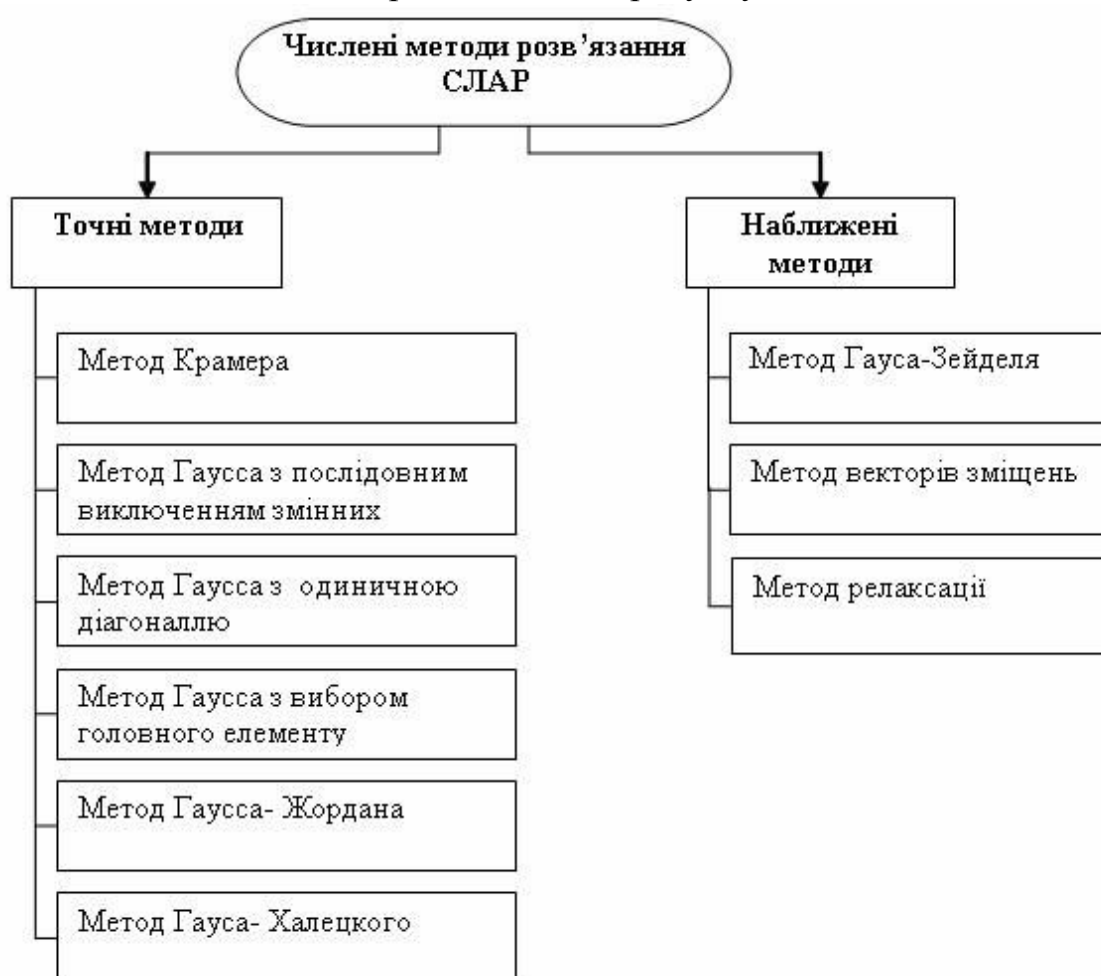 Числені методи розв’язання
СЛАР
Точні методи
Метод Крамера
Метод Гаусса з послідовним
виключенням змінних
Метод Гаусса з одиничною
діагоналлю
Метод Гаусса з вибором
головного елементу
Метод Гаусса- Жордана
Метод Гауса- Халецкого
Наближені
методи
Метод Гауса-Зейделя
Метод векторів зміщень
Метод релаксації